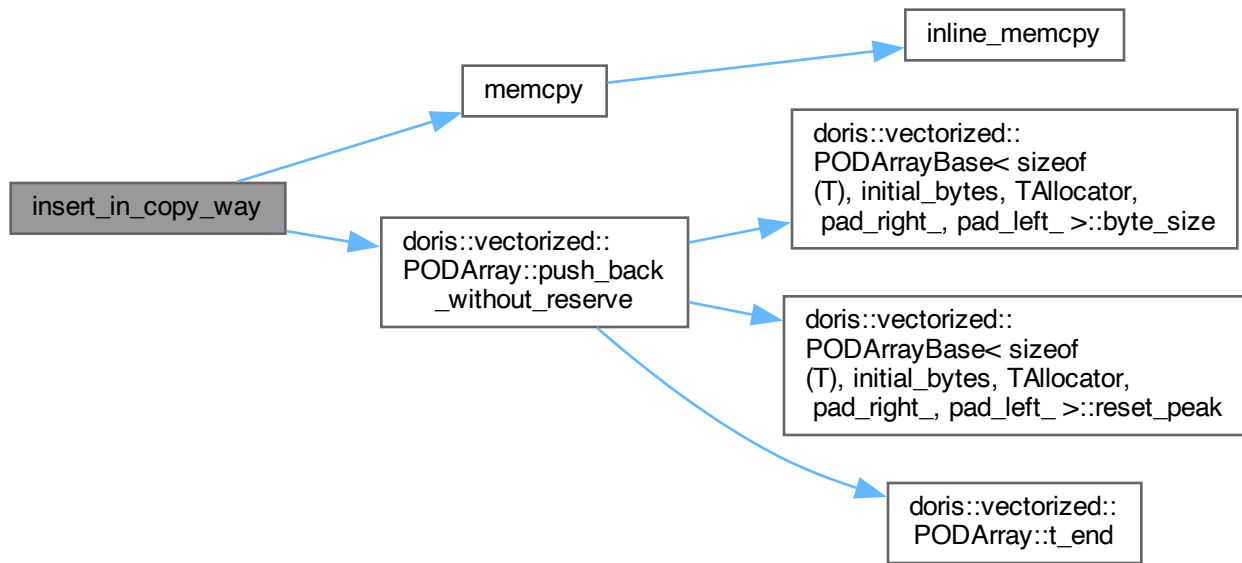 inline_memcpy
memcpy
doris::vectorized::
PODArrayBase< sizeof
(T), initial_bytes, TAllocator,
pad_right_, pad_left_ >::byte_size
insert_in_copy_way
doris::vectorized::
PODArray::push_back
_without_reserve
doris::vectorized::
PODArrayBase< sizeof
(T), initial_bytes, TAllocator,
pad_right_, pad_left_ >::reset_peak
doris::vectorized::
PODArray::t_end